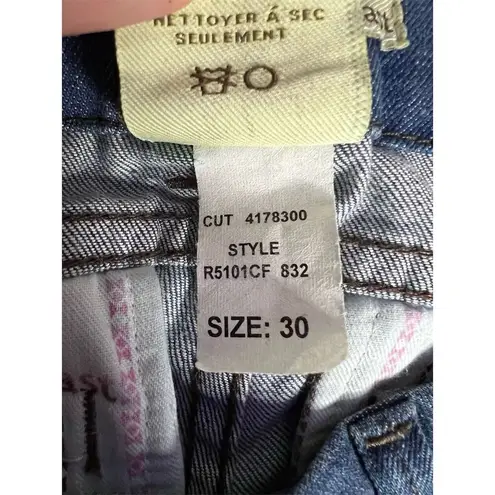 NETTOYER Á SEC
SEULEMENT
CUT 4178300
STYLE
R5101CF 832
SIZE: 30